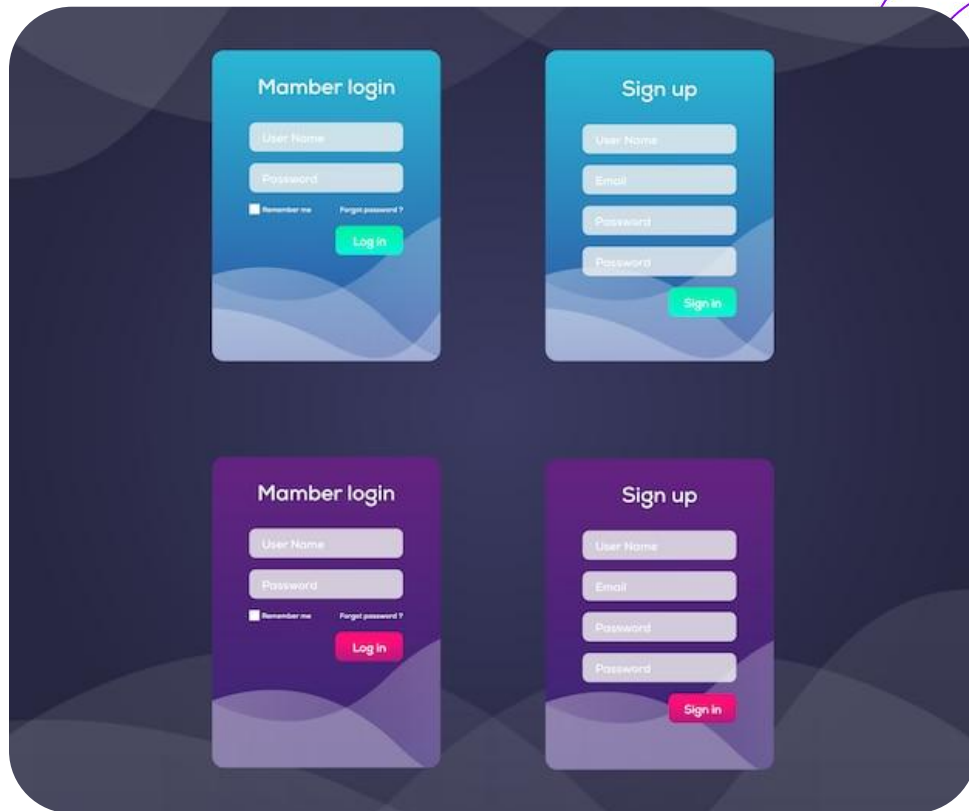 Mamber login
User Name
Password
Remember me Forgot password ?
Log in
Sign up
User Name
Email
Password
Password
Sign in
Mamber login
User Name
Password
Remember me Forgot password ?
Log in
Sign up
User Name
Email
Password
Password
Sign in